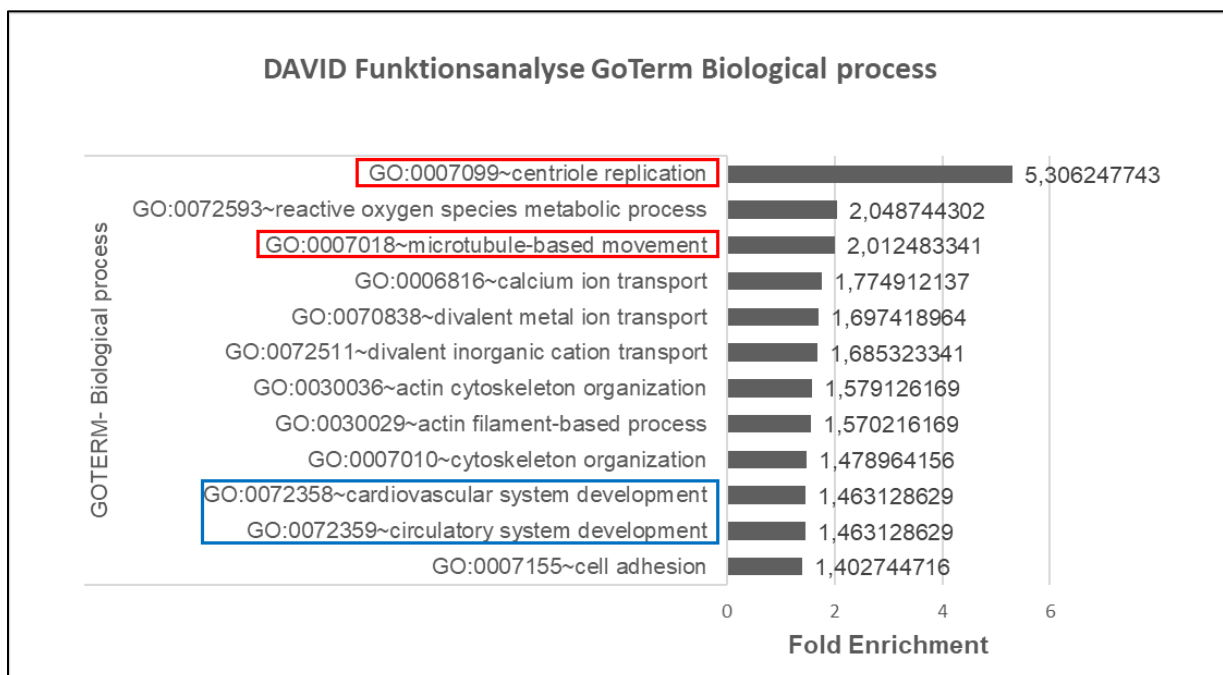 DAVID Funktionsanalyse GoTerm Biological process
GOTERM- Biological process
GO:0007099~centriole replication 5,306247743
GO:0072593~reactive oxygen species metabolic process 2,048744302
GO:0007018~microtubule-based movement 2,012483341
GO:0006816~calcium ion transport 1,774912137
GO:0070838~divalent metal ion transport 1,697418964
GO:0072511~divalent inorganic cation transport 1,685323341
GO:0030036~actin cytoskeleton organization 1,579126169
GO:0030029~actin filament-based process 1,570216169
GO:0007010~cytoskeleton organization 1,478964156
GO:0072358~cardiovascular system development 1,463128629
GO:0072359~circulatory system development 1,463128629
GO:0007155~cell adhesion 1,402744716
0 2 4 6
Fold Enrichment